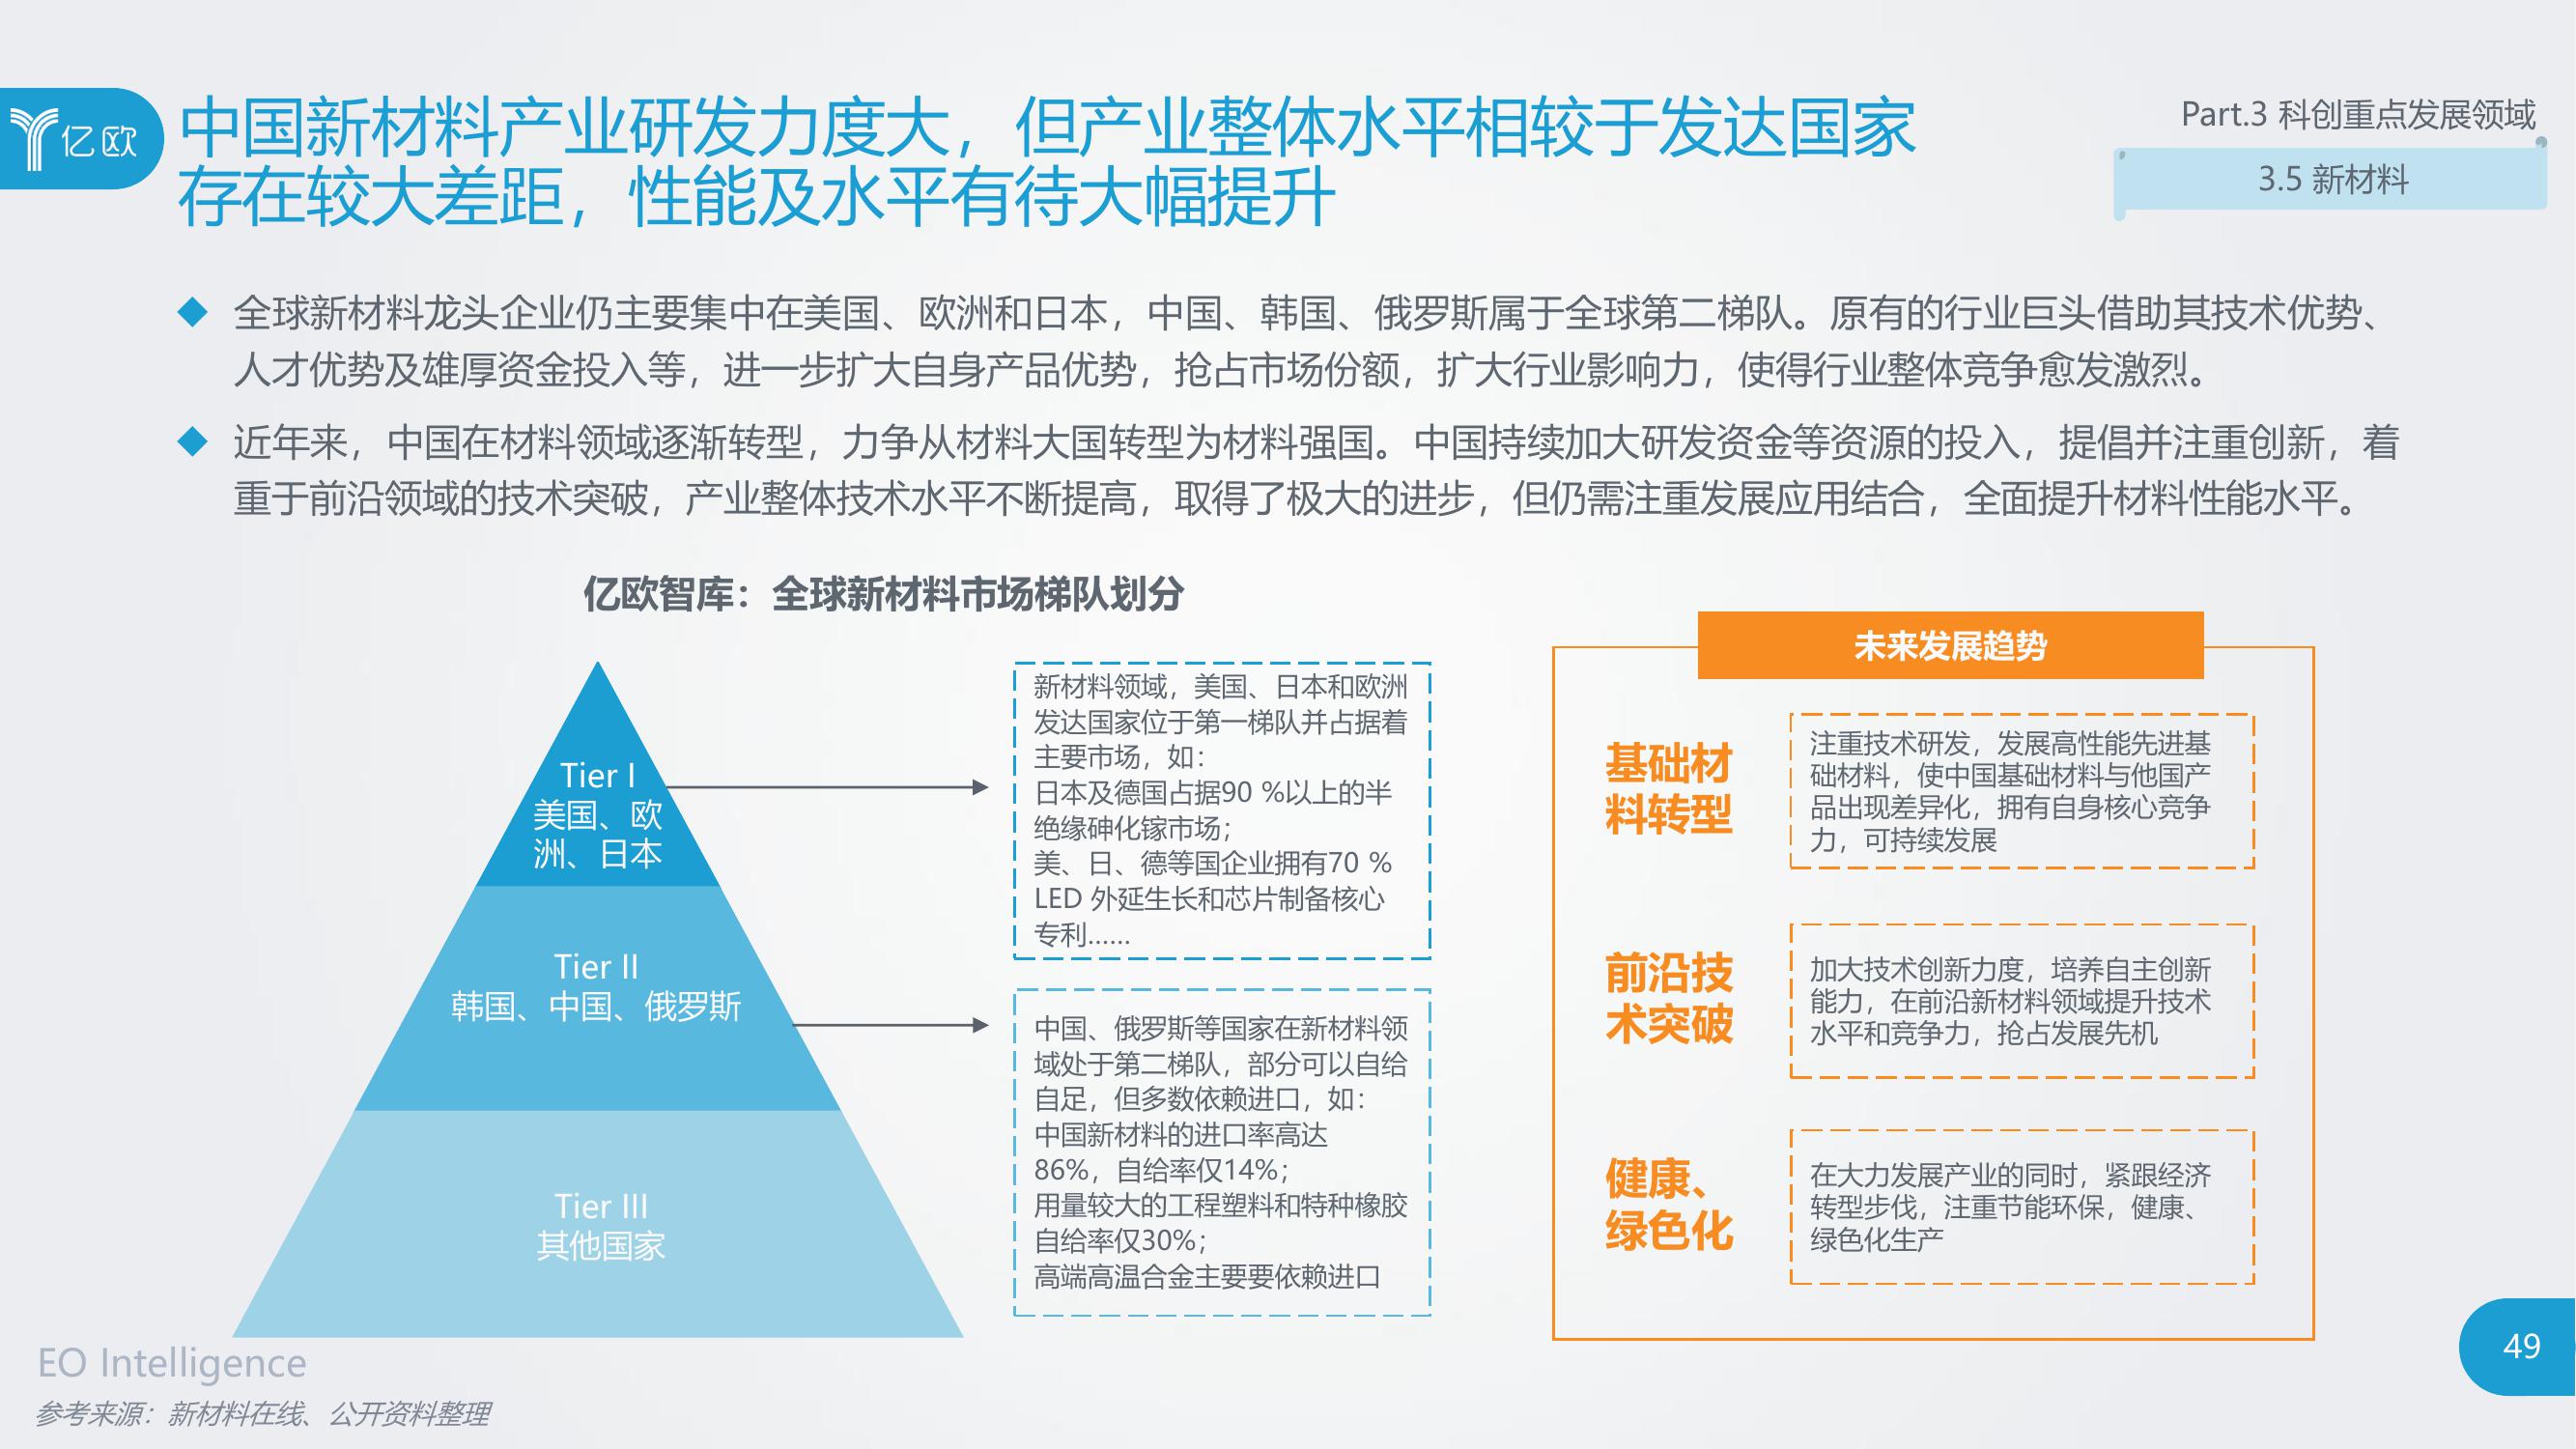 亿欧
中国新材料产业研发力度大，但产业整体水平相较于发达国家
存在较大差距，性能及水平有待大幅提升
Part.3 科创重点发展领域
3.5 新材料
全球新材料龙头企业仍主要集中在美国、欧洲和日本，中国、韩国、俄罗斯属于全球第二梯队。原有的行业巨头借助其技术优势、
人才优势及雄厚资金投入等，进一步扩大自身产品优势，抢占市场份额，扩大行业影响力，使得行业整体竞争愈发激烈。
近年来，中国在材料领域逐渐转型，力争从材料大国转型为材料强国。中国持续加大研发资金等资源的投入，提倡并注重创新，着
重于前沿领域的技术突破，产业整体技术水平不断提高，取得了极大的进步，但仍需注重发展应用结合，全面提升材料性能水平。
亿欧智库：全球新材料市场梯队划分
Tier I
美国、欧
洲、日本
Tier II
韩国、中国、俄罗斯
Tier III
其他国家
新材料领域，美国、日本和欧洲
发达国家位于第一梯队并占据着
主要市场，如：
日本及德国占据90 %以上的半
绝缘砷化镓市场；
美、日、德等国企业拥有70 %
LED 外延生长和芯片制备核心
专利……
中国、俄罗斯等国家在新材料领
域处于第二梯队，部分可以自给
自足，但多数依赖进口，如：
中国新材料的进口率高达
86%，自给率仅14%；
用量较大的工程塑料和特种橡胶
自给率仅30%；
高端高温合金主要要依赖进口
未来发展趋势
基础材
料转型
注重技术研发，发展高性能先进基
础材料，使中国基础材料与他国产
品出现差异化，拥有自身核心竞争
力，可持续发展
前沿技
术突破
加大技术创新力度，培养自主创新
能力，在前沿新材料领域提升技术
水平和竞争力，抢占发展先机
健康、
绿色化
在大力发展产业的同时，紧跟经济
转型步伐，注重节能环保，健康、
绿色化生产
EO Intelligence
参考来源：新材料在线、公开资料整理
49